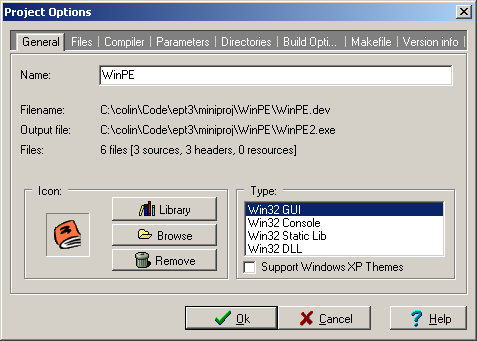 Project Options
General Files Compiler Parameters Directories Build Opti... Makefile Version info
Name: WinPE
Filename: C:\colin\Code\ept3\miniproj\WinPE\WinPE.dev
Output file: C:\colin\Code\ept3\miniproj\WinPE\WinPE2.exe
Files: 6 files [3 sources, 3 headers, 0 resources]
Icon:
Library
Browse
Remove
Type:
Win32 GUI
Win32 Console
Win32 Static Lib
Win32 DLL
Support Windows XP Themes
Ok Cancel Help